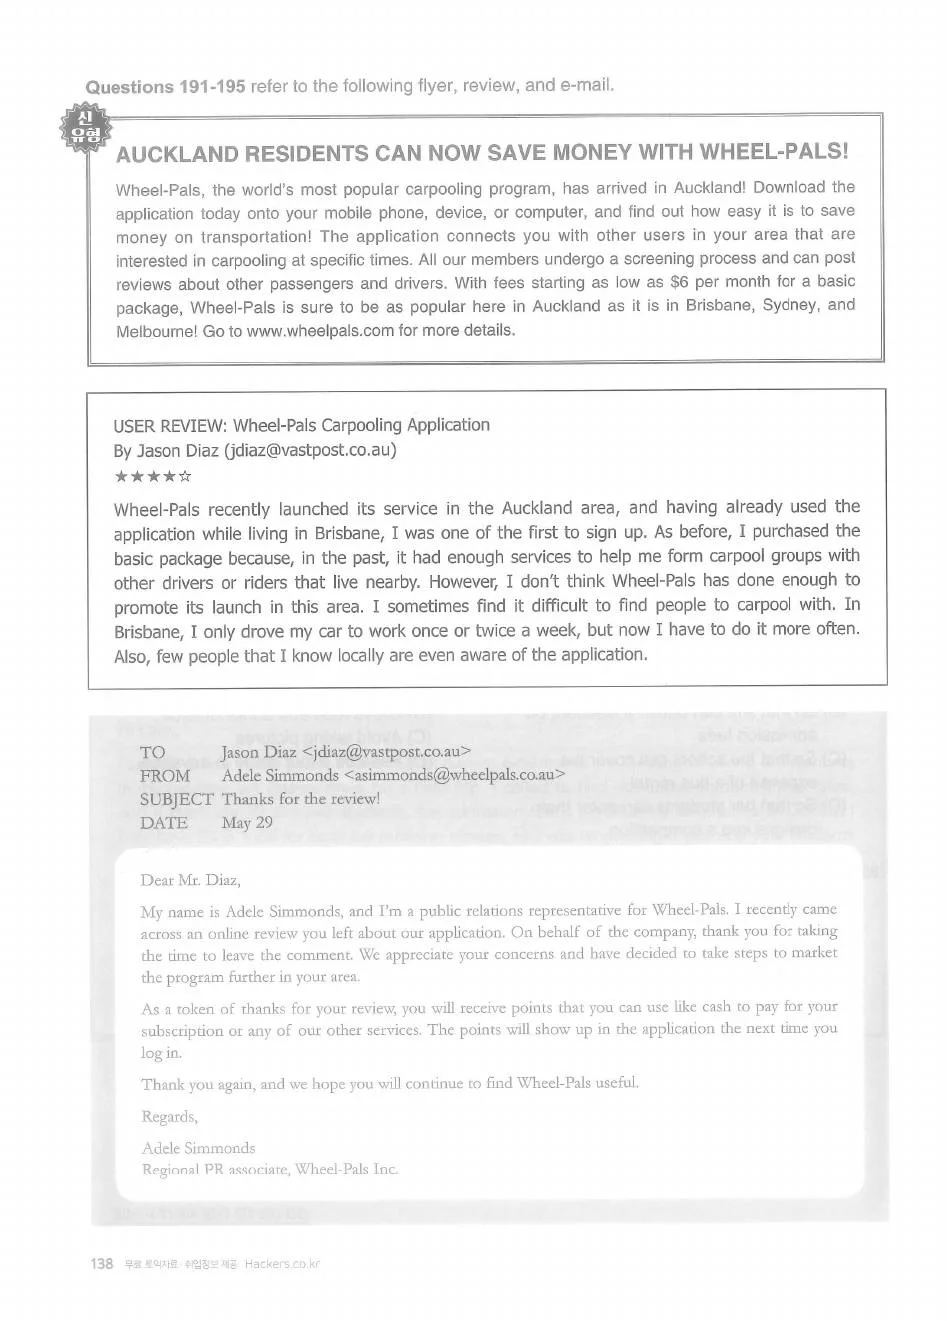 Questions 191-195 refer to the following flyer, review, and e-mail.
신
유형
AUCKLAND RESIDENTS CAN NOW SAVE MONEY WITH WHEEL-PALS!
Wheel-Pals, the world's most popular carpooling program, has arrived in Auckland! Download the
application today onto your mobile phone, device, or computer, and find out how easy it is to save
money on transportation! The application connects you with other users in your area that are
interested in carpooling at specific times. All our members undergo a screening process and can post
reviews about other passengers and drivers. With fees starting as low as $6 per month for a basic
package, Wheel-Pals is sure to be as popular here in Auckland as it is in Brisbane, Sydney, and
Melbourne! Go to www.wheelpals.com for more details.
USER REVIEW: Wheel-Pals Carpooling Application
By Jason Diaz (jdiaz@vastpost.co.au)
★★★★☆
Wheel-Pals recently launched its service in the Auckland area, and having already used the
application while living in Brisbane, I was one of the first to sign up. As before, I purchased the
basic package because, in the past, it had enough services to help me form carpool groups with
other drivers or riders that live nearby. However, I don't think Wheel-Pals has done enough to
promote its launch in this area. I sometimes find it difficult to find people to carpool with. In
Brisbane, I only drove my car to work once or twice a week, but now I have to do it more often.
Also, few people that I know locally are even aware of the application.
TO Jason Diaz <jdiaz@vastpost.co.au>
FROM Adele Simmonds <asimmonds@wheelpals.co.au>
SUBJECT Thanks for the review!
DATE May 29
Dear Mr. Diaz,
My name is Adele Simmonds, and I'm a public relations representative for Wheel-Pals. I recently came
across an online review you left about our application. On behalf of the company, thank you for taking
the time to leave the comment. We appreciate your concerns and have decided to take steps to market
the program further in your area.
As a token of thanks for your review, you will receive points that you can use like cash to pay for your
subscription or any of our other services. The points will show up in the application the next time you
log in.
Thank you again, and we hope you will continue to find Wheel-Pals useful.
Regards,
Adele Simmonds
Regional PR associate, Wheel-Pals Inc.
138 무료 토익자료·취업정보 제공 Hackers.co.kr